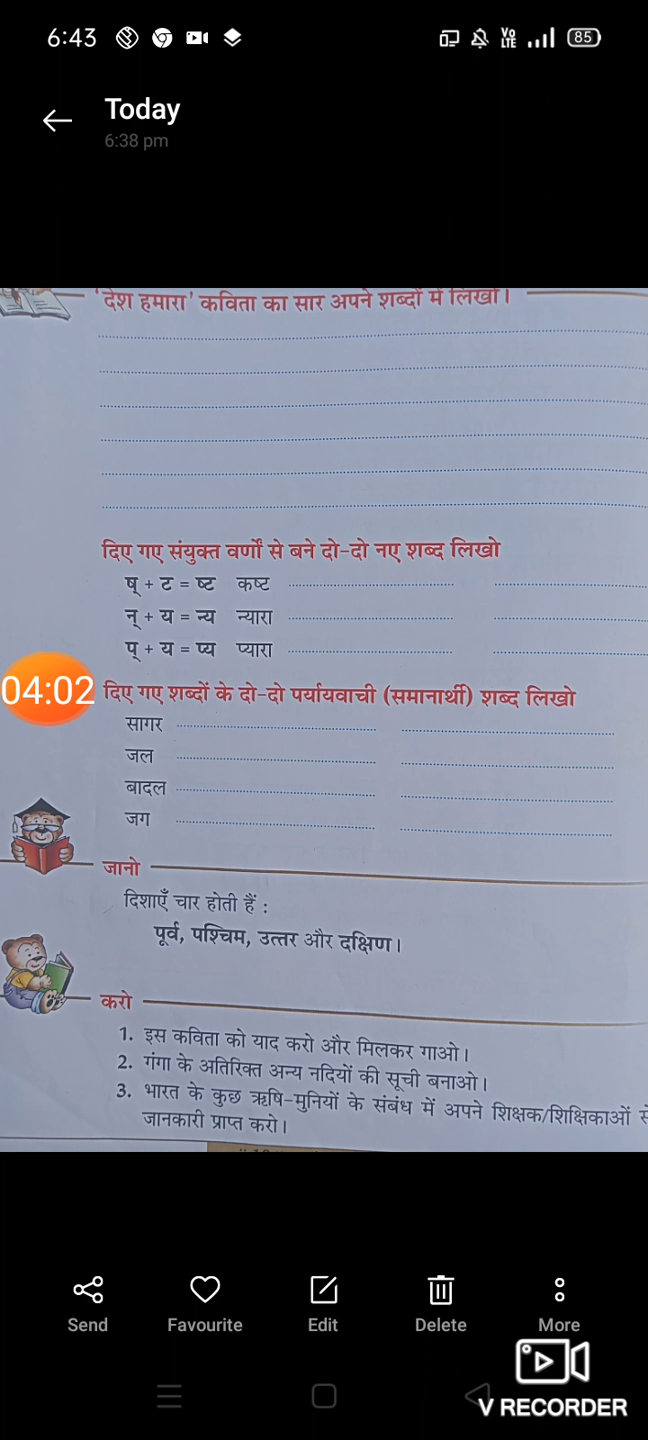 6:43
Vo LTE
85
Today
6:38 pm
'देश हमारा' कविता का सार अपने शब्दों में लिखो।
दिए गए संयुक्त वर्णों से बने दो-दो नए शब्द लिखो
ष् + ट = ष्ट कष्ट
न् + य = न्य न्यारा
प् + य = प्य प्यारा
04:02
दिए गए शब्दों के दो-दो पर्यायवाची (समानार्थी) शब्द लिखो
सागर
जल
बादल
जग
जानो
दिशाएँ चार होती हैं :
पूर्व, पश्चिम, उत्तर और दक्षिण।
करो
1. इस कविता को याद करो और मिलकर गाओ।
2. गंगा के अतिरिक्त अन्य नदियों की सूची बनाओ।
3. भारत के कुछ ऋषि-मुनियों के संबंध में अपने शिक्षक/शिक्षिकाओं से
जानकारी प्राप्त करो।
Send Favourite Edit Delete More
V RECORDER